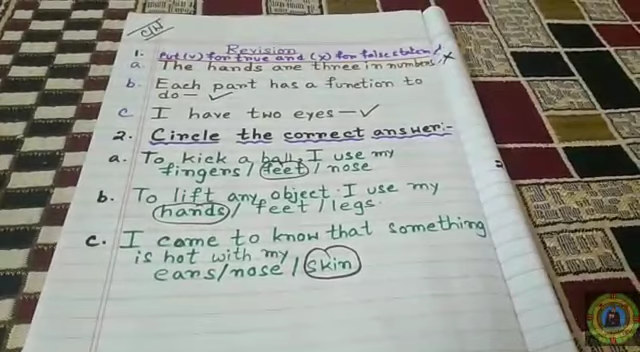 C/W
Revision
1. Put (v) for true and (x) for false statem
a. The hands are three in numbers. x
b. Each part has a function to
do — ✓
c. I have two eyes — ✓
2. Circle the correct answer:-
a. To kick a ball, I use my
fingers / feet / nose
b. To lift any object. I use my
hands / feet / legs.
c. I come to know that something
is hot with my
ears / nose / skin